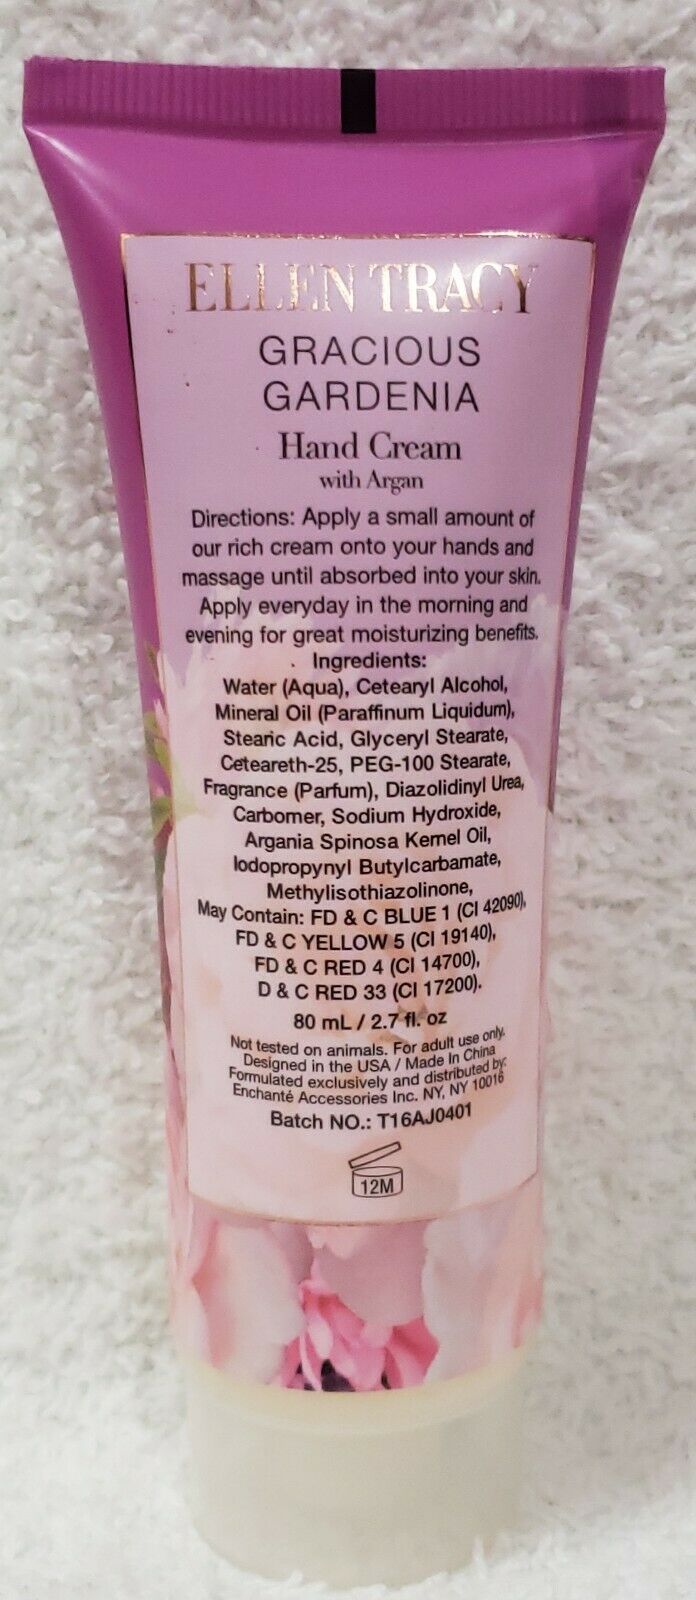 ELLEN TRACY
GRACIOUS
GARDENIA
Hand Cream
with Argan
Directions: Apply a small amount of
our rich cream onto your hands and
massage until absorbed into your skin.
Apply everyday in the morning and
evening for great moisturizing benefits.
Ingredients:
Water (Aqua), Cetearyl Alcohol,
Mineral Oil (Paraffinum Liquidum),
Stearic Acid, Glyceryl Stearate,
Ceteareth-25, PEG-100 Stearate,
Fragrance (Parfum), Diazolidinyl Urea,
Carbomer, Sodium Hydroxide,
Argania Spinosa Kernel Oil,
Iodopropynyl Butylcarbamate,
Methylisothiazolinone,
May Contain: FD & C BLUE 1 (CI 42090),
FD & C YELLOW 5 (CI 19140),
FD & C RED 4 (CI 14700),
D & C RED 33 (CI 17200).
80 mL / 2.7 fl. oz
Not tested on animals. For adult use only.
Designed in the USA / Made In China
Formulated exclusively and distributed by:
Enchanté Accessories Inc. NY, NY 10016
Batch NO.: T16AJ0401
12M